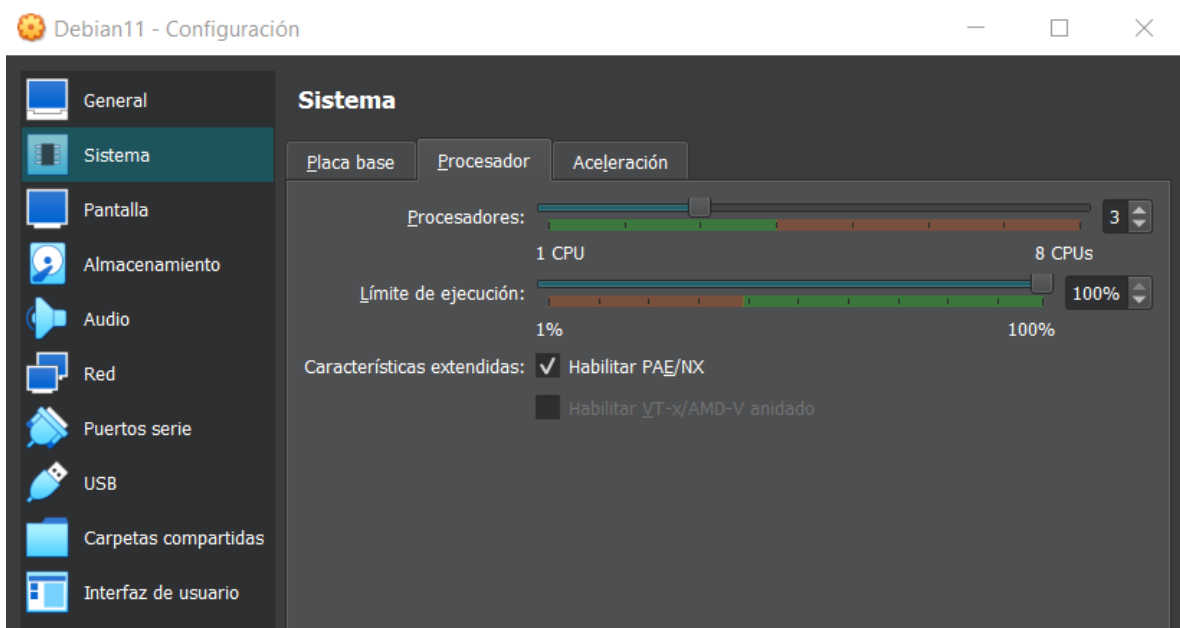 Debian11 - Configuración
General
Sistema
Pantalla
Almacenamiento
Audio
Red
Puertos serie
USB
Carpetas compartidas
Interfaz de usuario
Sistema
Placa base Procesador Aceleración
Procesadores: 3
1 CPU 8 CPUs
Límite de ejecución: 100%
1% 100%
Características extendidas: Habilitar PAE/NX
Habilitar VT-x/AMD-V anidado